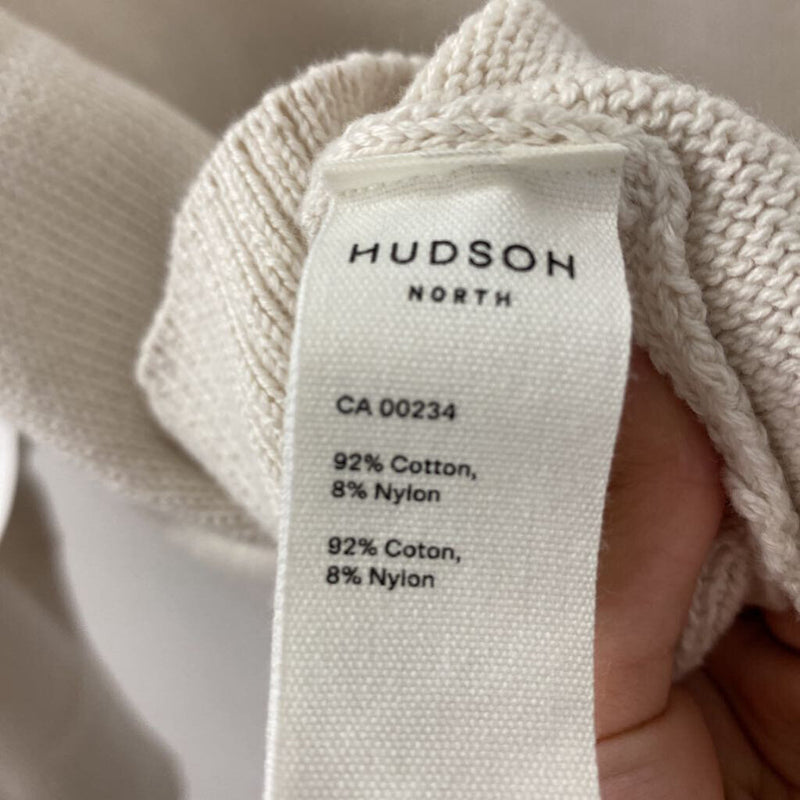 HUDSON
NORTH
CA 00234
92% Cotton,
8% Nylon
92% Coton,
8% Nylon